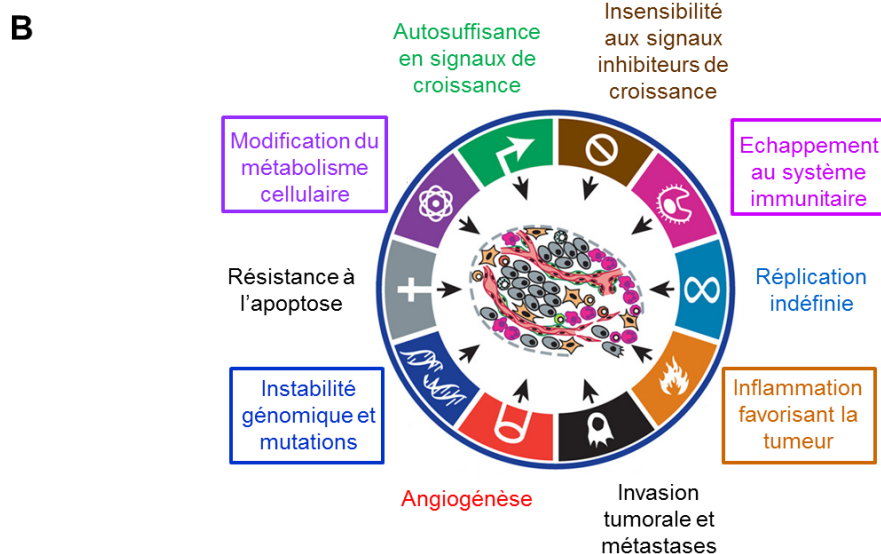 B
Autosuffisance
en signaux de
croissance
Insensibilité
aux signaux
inhibiteurs de
croissance
Modification du
métabolisme
cellulaire
Echappement
au système
immunitaire
Résistance à
l’apoptose
Réplication
indéfinie
Instabilité
génomique et
mutations
Inflammation
favorisant la
tumeur
Angiogénèse
Invasion
tumorale et
métastases